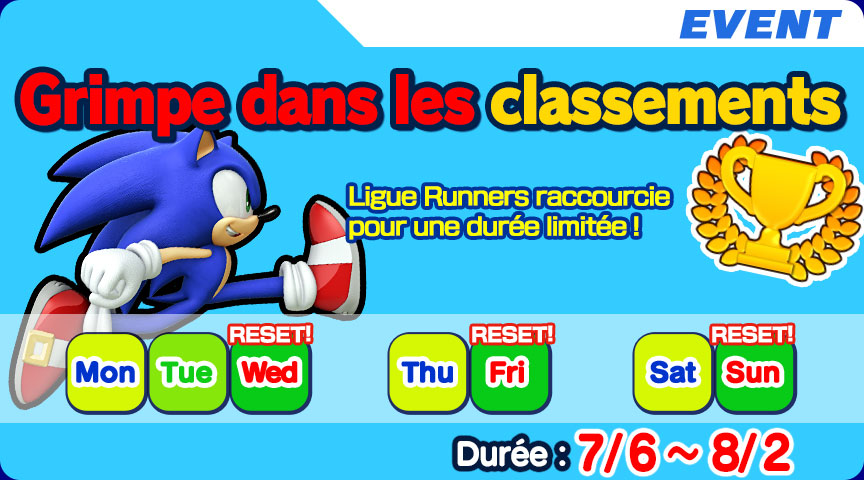 EVENT
Grimpe dans les classements
Ligue Runners raccourcie
pour une durée limitée !
RESET! RESET! RESET!
Mon Tue Wed Thu Fri Sat Sun
Durée : 7/6 ~ 8/2